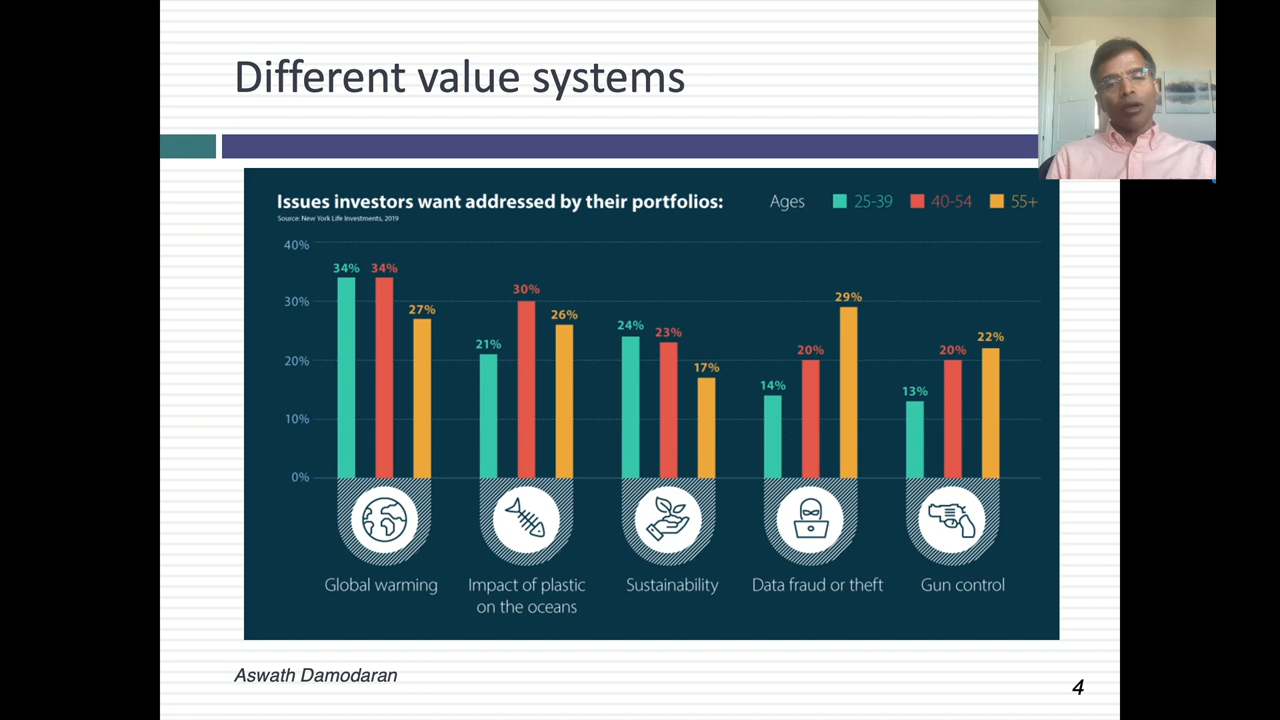 Different value systems
Issues investors want addressed by their portfolios:
Source: New York Life Investments, 2019
Ages 25-39 40-54 55+
40%
30%
20%
10%
0%
34% 34% 27%
21% 30% 26%
24% 23% 17%
14% 20% 29%
13% 20% 22%
Global warming
Impact of plastic
on the oceans
Sustainability
Data fraud or theft
Gun control
Aswath Damodaran
4